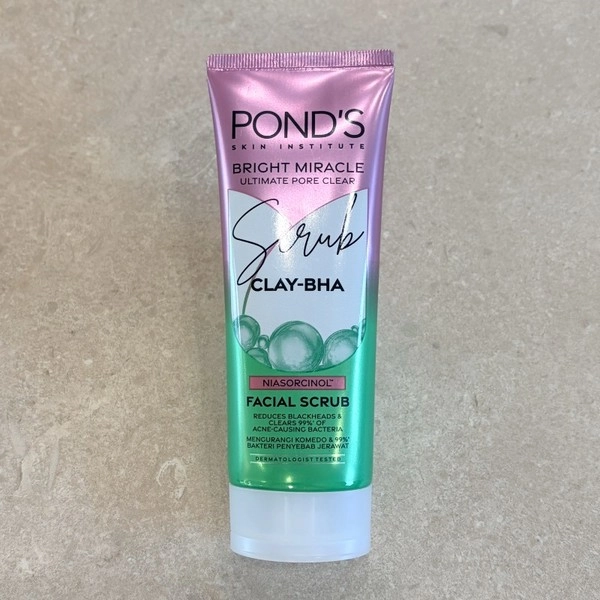 POND'S
SKIN INSTITUTE
BRIGHT MIRACLE
ULTIMATE PORE CLEAR
Scrub
CLAY-BHA
NIASORCINOL™
FACIAL SCRUB
REDUCES BLACKHEADS &
CLEARS 99%* OF
ACNE-CAUSING BACTERIA
MENGURANGI KOMEDO & 99%*
BAKTERI PENYEBAB JERAWAT
DERMATOLOGIST TESTED